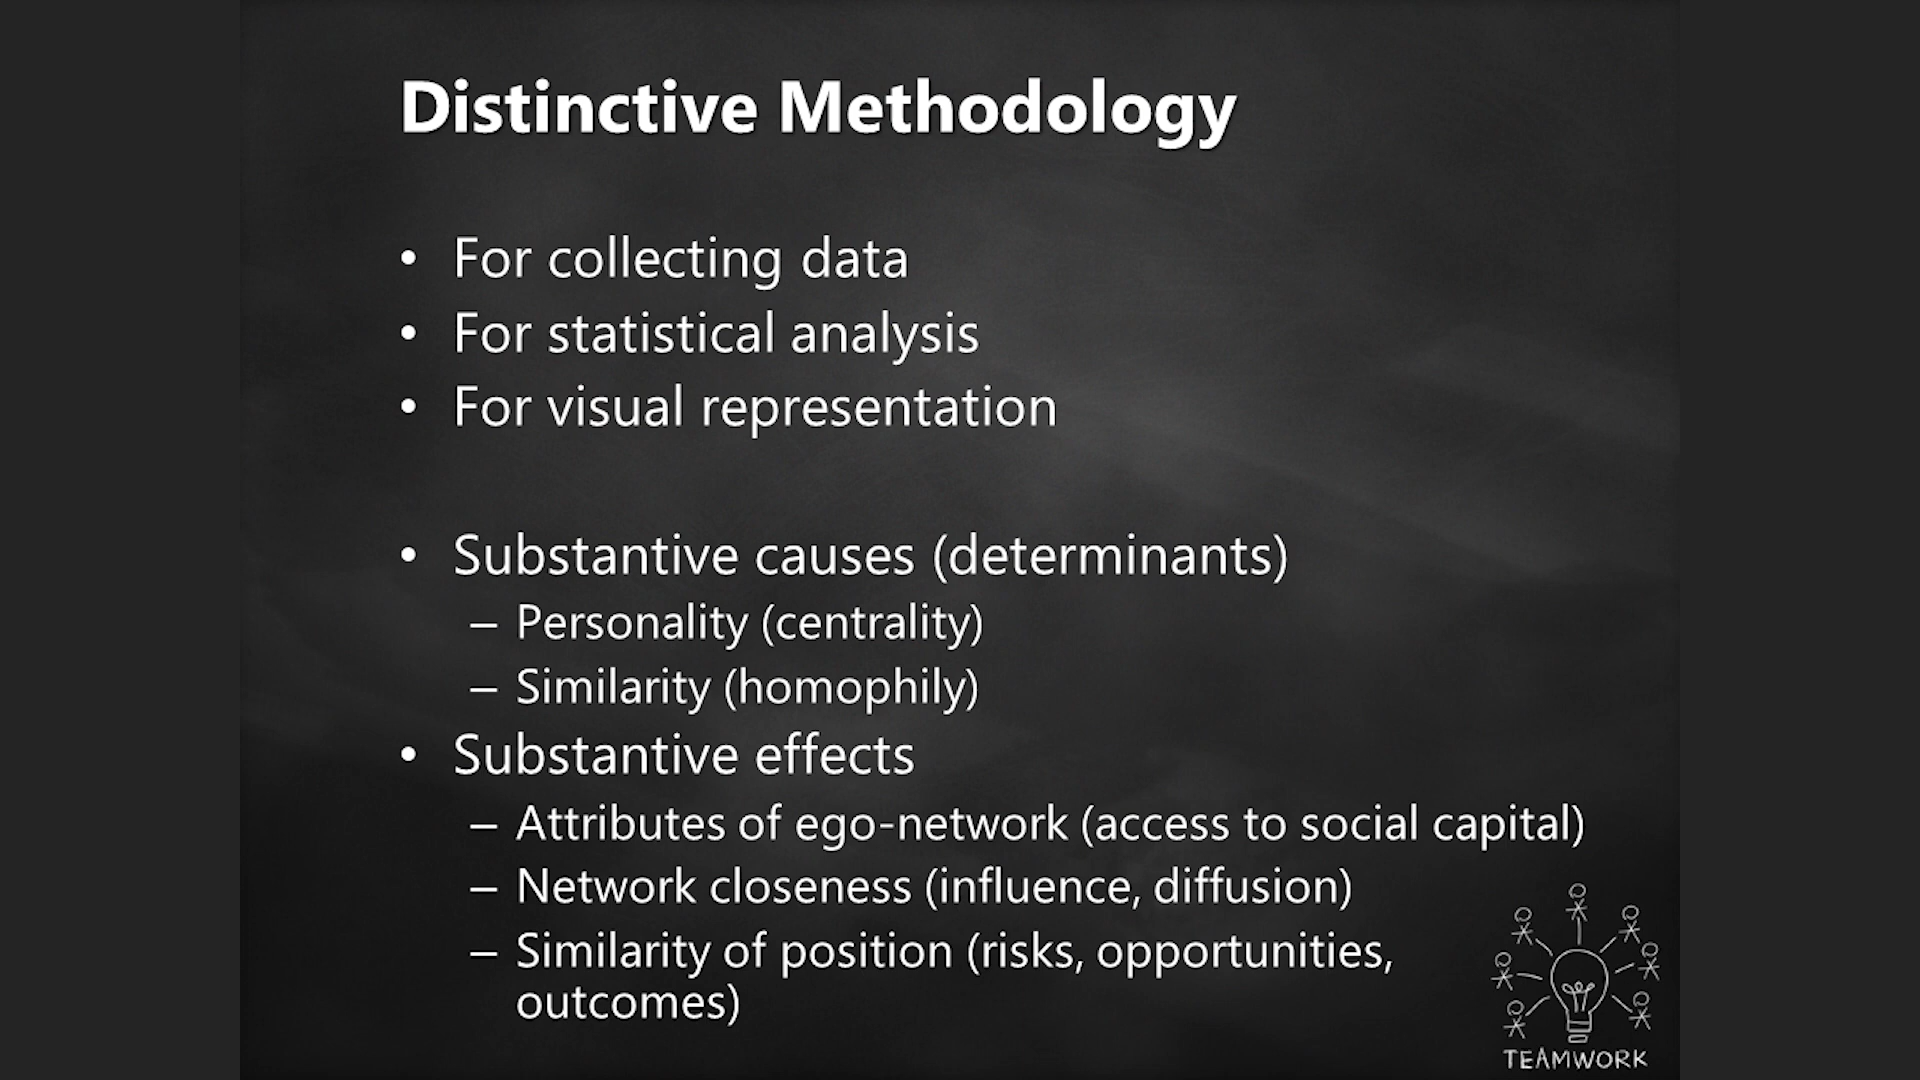 Distinctive Methodology
• For collecting data
• For statistical analysis
• For visual representation
• Substantive causes (determinants)
– Personality (centrality)
– Similarity (homophily)
• Substantive effects
– Attributes of ego-network (access to social capital)
– Network closeness (influence, diffusion)
– Similarity of position (risks, opportunities,
outcomes)
TEAMWORK